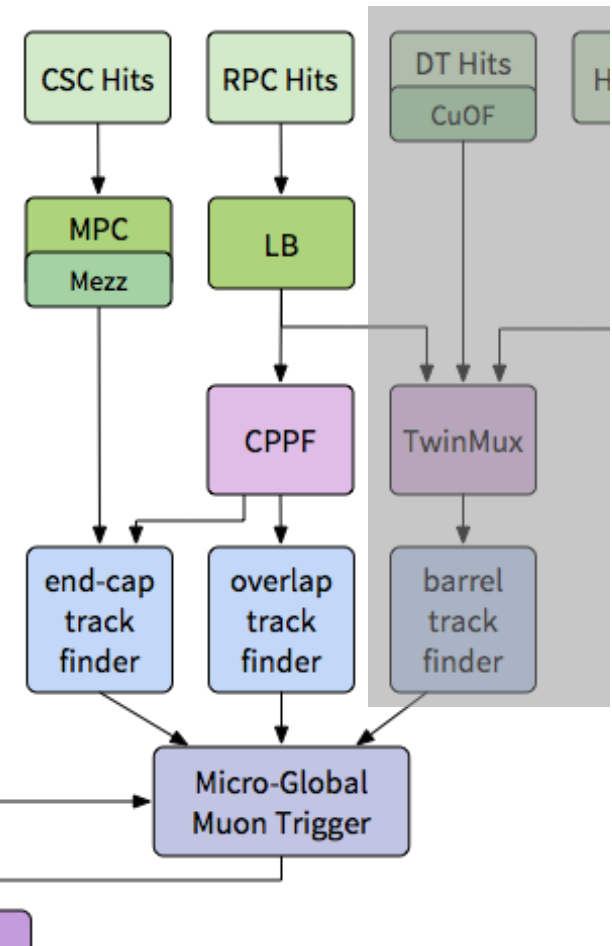 CSC Hits
RPC Hits
DT Hits
H
CuOF
MPC
Mezz
LB
CPPF
TwinMux
end-cap
track
finder
overlap
track
finder
barrel
track
finder
Micro-Global
Muon Trigger